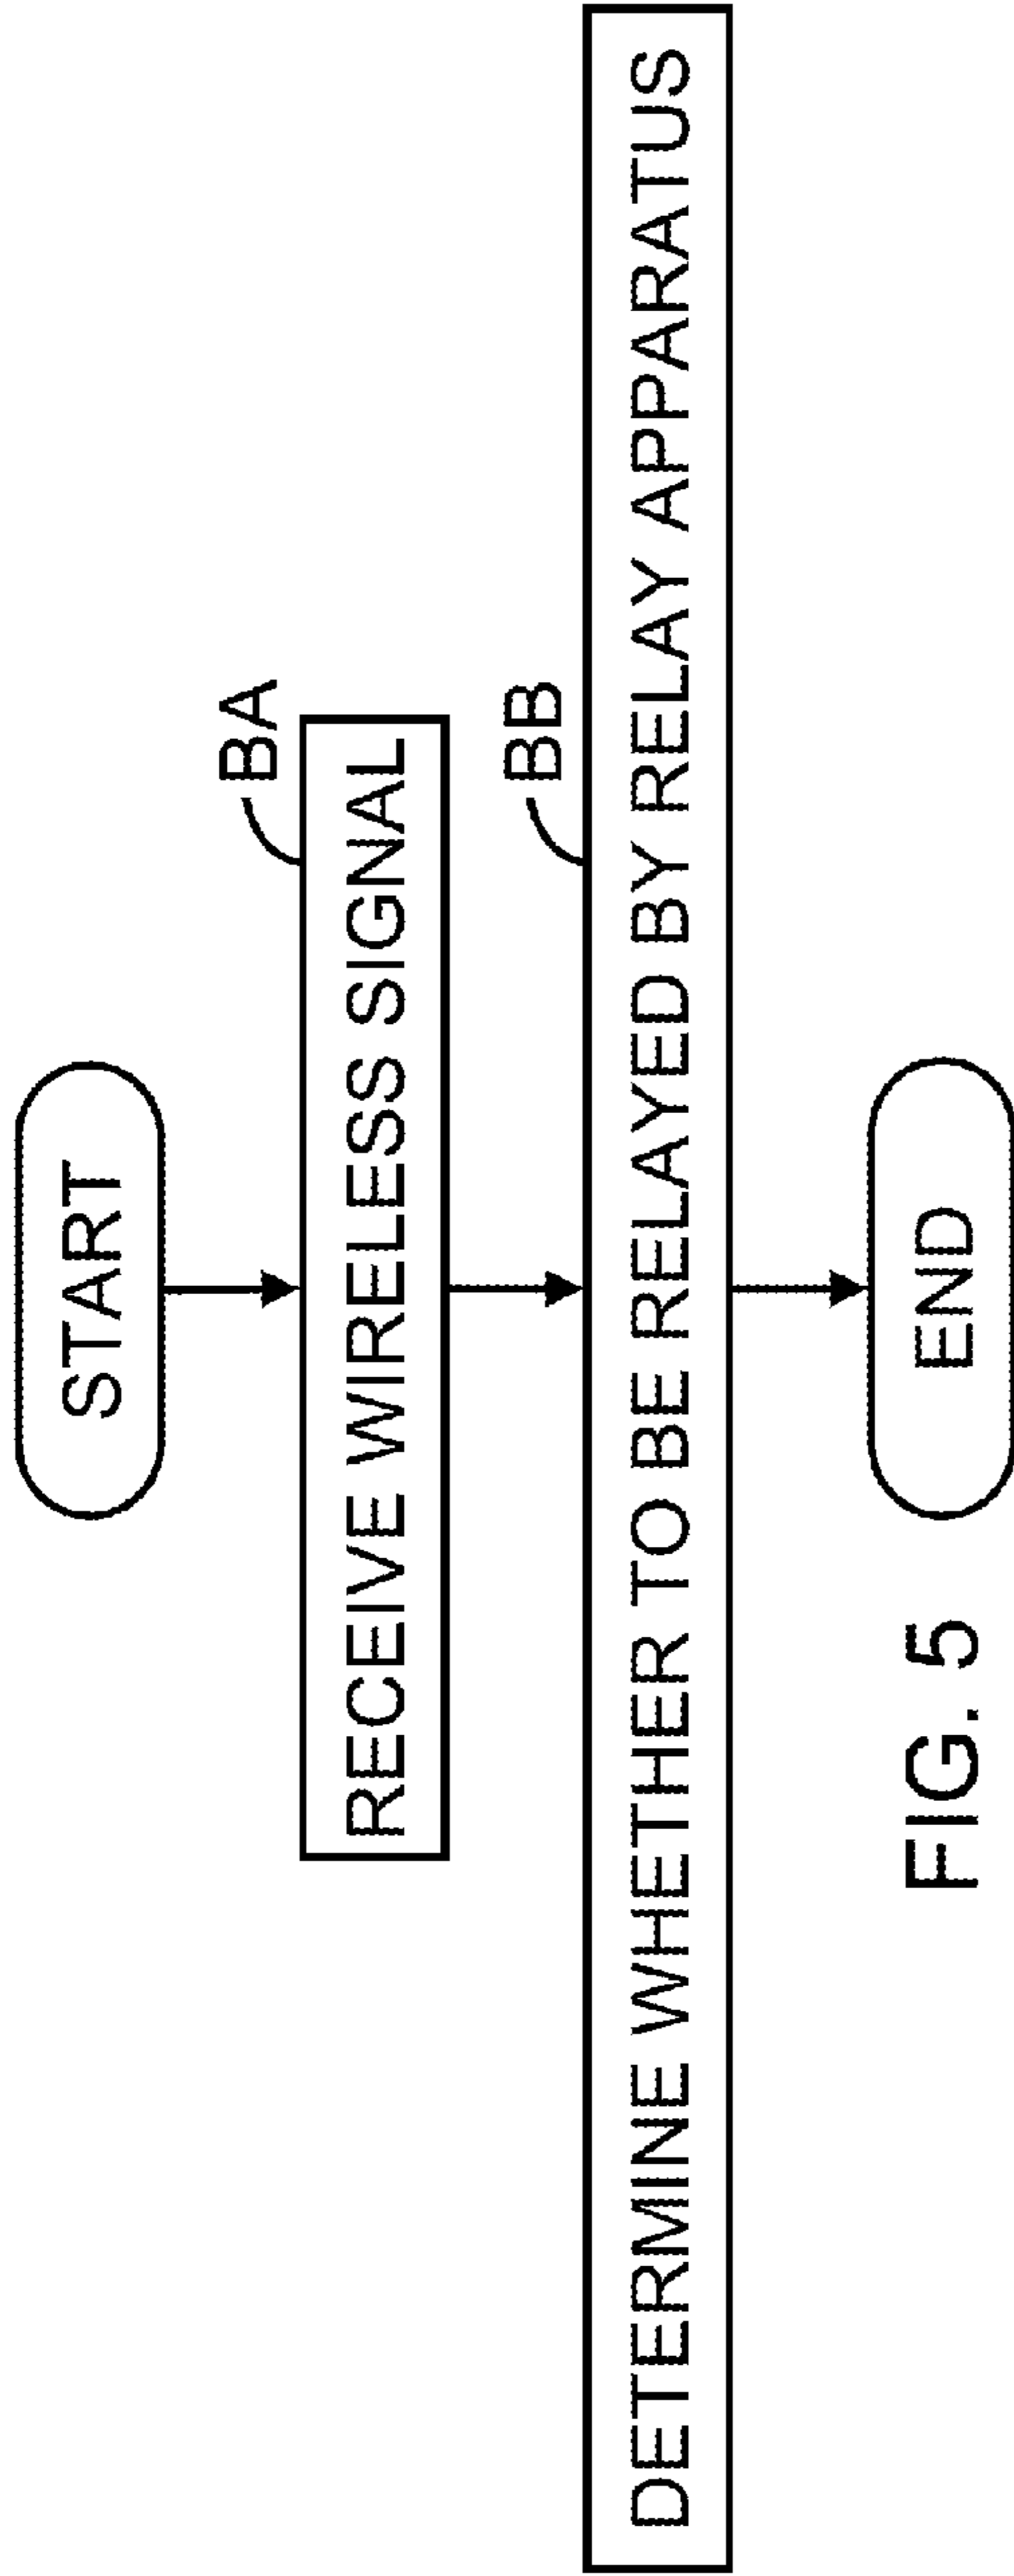 START
BA
RECEIVE WIRELESS SIGNAL
BB
DETERMINE WHETHER TO BE RELAYED BY RELAY APPARATUS
END
FIG. 5